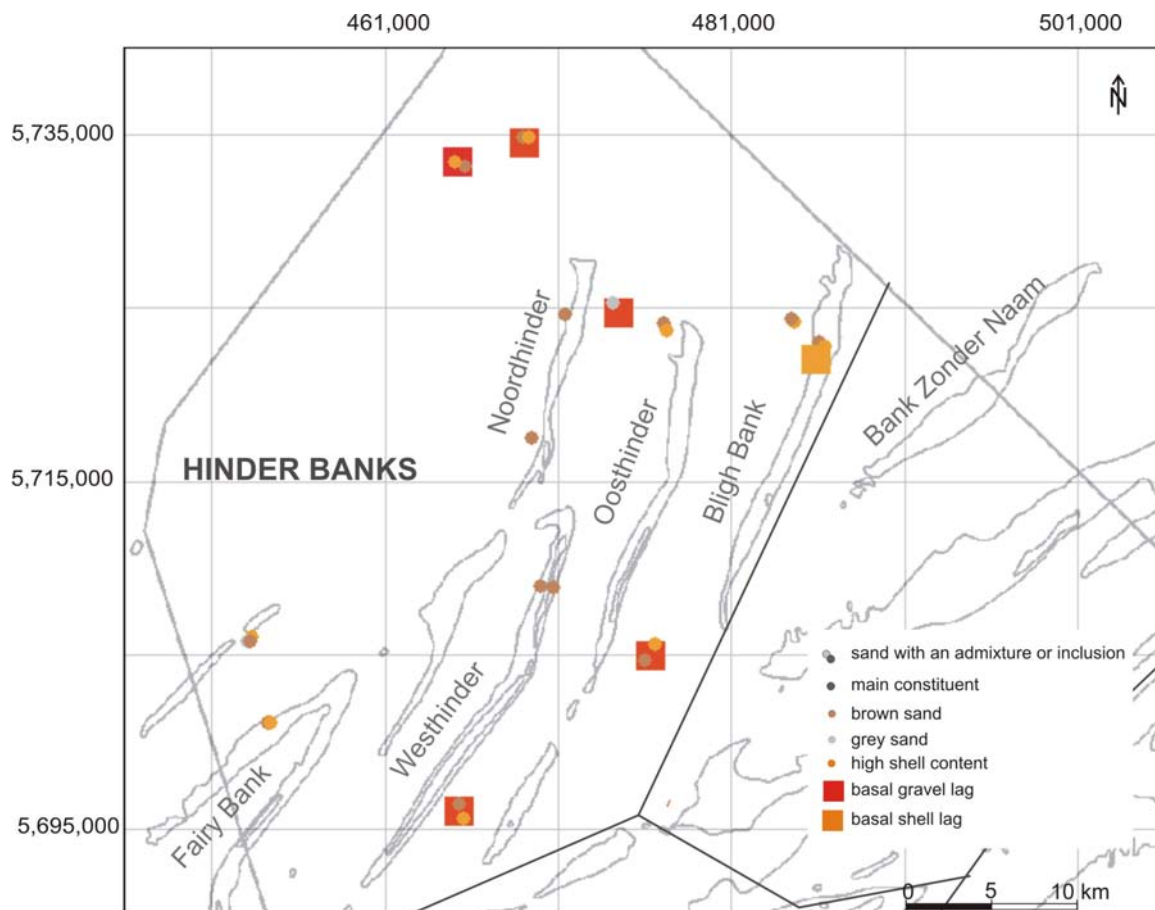 461,000 481,000 501,000
N
5,735,000
Noordhinder
Bank Zonder Naam
Oosthinder
Bligh Bank
HINDER BANKS
5,715,000
Westhinder
Fairy Bank
5,695,000
sand with an admixture or inclusion
main constituent
brown sand
grey sand
high shell content
basal gravel lag
basal shell lag
0 5 10 km